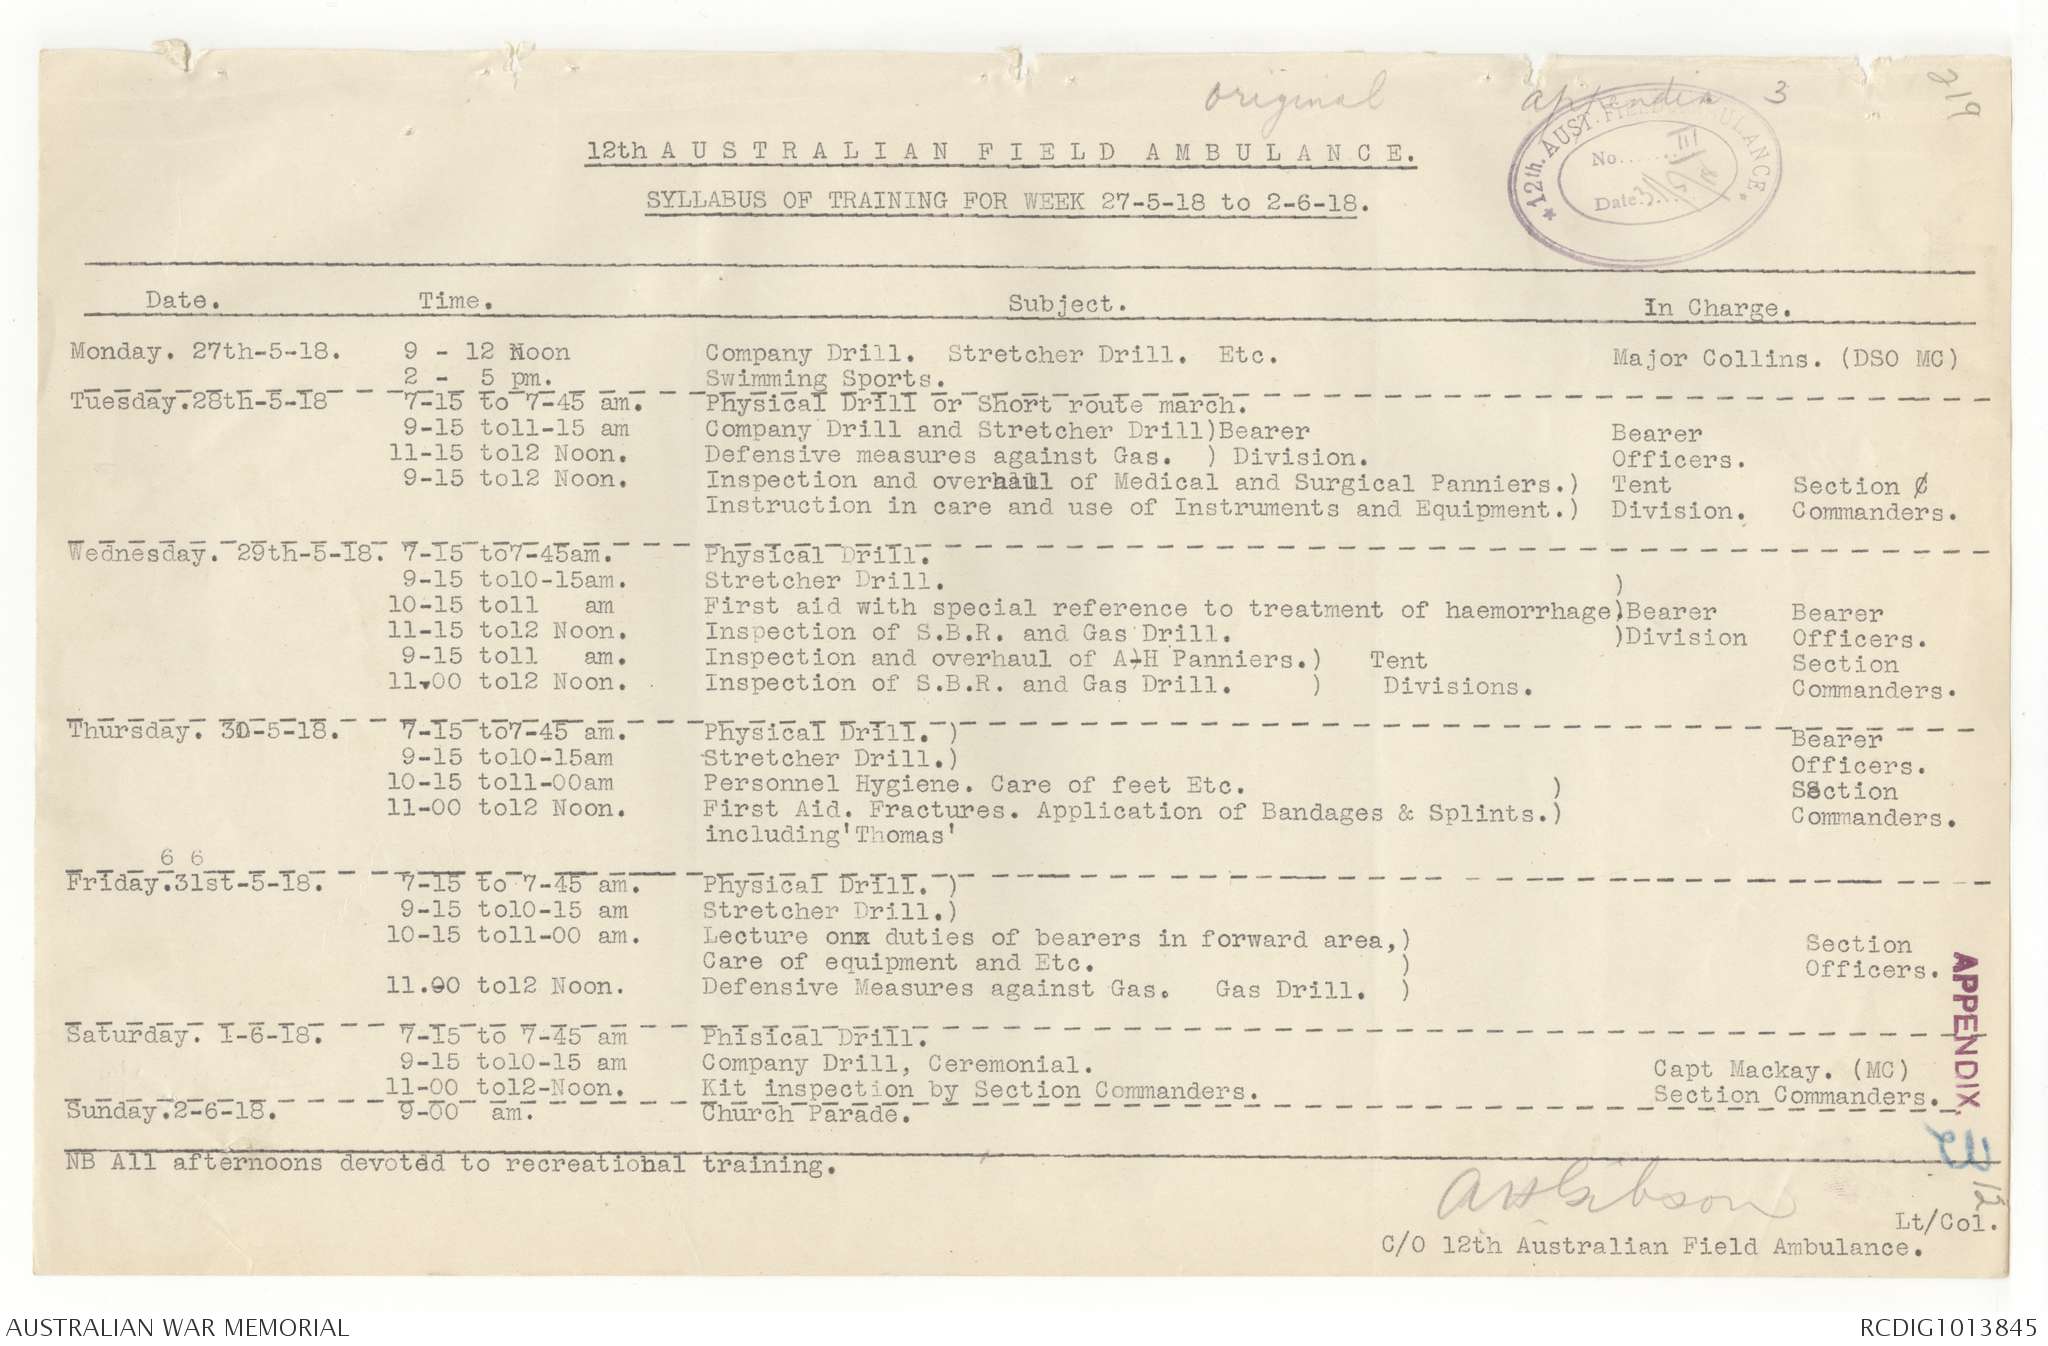 original appendix 3
219
12th AUSTRALIAN FIELD AMBULANCE.
12th. AUST. FIELD AMBULANCE.
No...... III
Date 31/5/18
SYLLABUS OF TRAINING FOR WEEK 27-5-18 to 2-6-18.
Date. Time. Subject. In Charge.
Monday. 27th-5-18. 9 - 12 Noon Company Drill. Stretcher Drill. Etc. Major Collins. (DSO MC)
2 - 5 pm. Swimming Sports.
Tuesday.28th-5-18 7-15 to 7-45 am. Physical Drill or Short route march.
9-15 to11-15 am Company Drill and Stretcher Drill)Bearer Bearer
11-15 to12 Noon. Defensive measures against Gas. ) Division. Officers.
9-15 to12 Noon. Inspection and overhaul of Medical and Surgical Panniers.) Tent Section
Instruction in care and use of Instruments and Equipment.) Division. Commanders.
Wednesday. 29th-5-18. 7-15 to7-45am. Physical Drill.
9-15 to10-15am. Stretcher Drill. )
10-15 to11 am First aid with special reference to treatment of haemorrhage)Bearer Bearer
11-15 to12 Noon. Inspection of S.B.R. and Gas Drill. )Division Officers.
9-15 to11 am. Inspection and overhaul of A-H Panniers.) Tent Section
11.00 to12 Noon. Inspection of S.B.R. and Gas Drill. ) Divisions. Commanders.
Thursday. 30-5-18. 7-15 to7-45 am. Physical Drill. ) Bearer
9-15 to10-15am Stretcher Drill.) Officers.
10-15 to11-00am Personnel Hygiene. Care of feet Etc. ) Section
11-00 to12 Noon. First Aid. Fractures. Application of Bandages & Splints.) Commanders.
including'Thomas'
6 6
Friday.31st-5-18. 7-15 to 7-45 am. Physical Drill. )
9-15 to10-15 am Stretcher Drill.)
10-15 to11-00 am. Lecture on duties of bearers in forward area,) Section
Care of equipment and Etc. ) Officers.
11.00 to12 Noon. Defensive Measures against Gas. Gas Drill. )
Saturday. 1-6-18. 7-15 to 7-45 am Phisical Drill.
9-15 to10-15 am Company Drill, Ceremonial. Capt Mackay. (MC)
11-00 to12-Noon. Kit inspection by Section Commanders. Section Commanders.
Sunday.2-6-18. 9-00 am. Church Parade.
APPENDIX
NB All afternoons devoted to recreational training.
12
AHGibson
Lt/Col.
C/O 12th Australian Field Ambulance.
AUSTRALIAN WAR MEMORIAL
RCDIG1013845